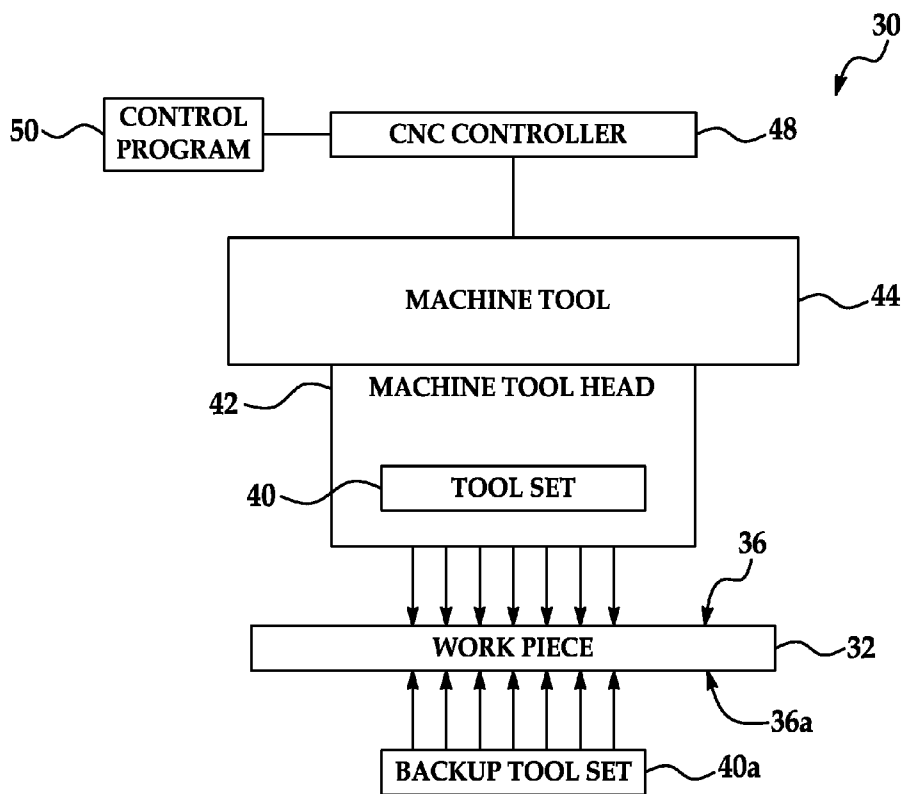 30
50
CONTROL
PROGRAM
CNC CONTROLLER
48
MACHINE TOOL
44
42
MACHINE TOOL HEAD
40
TOOL SET
36
WORK PIECE
32
36a
BACKUP TOOL SET
40a